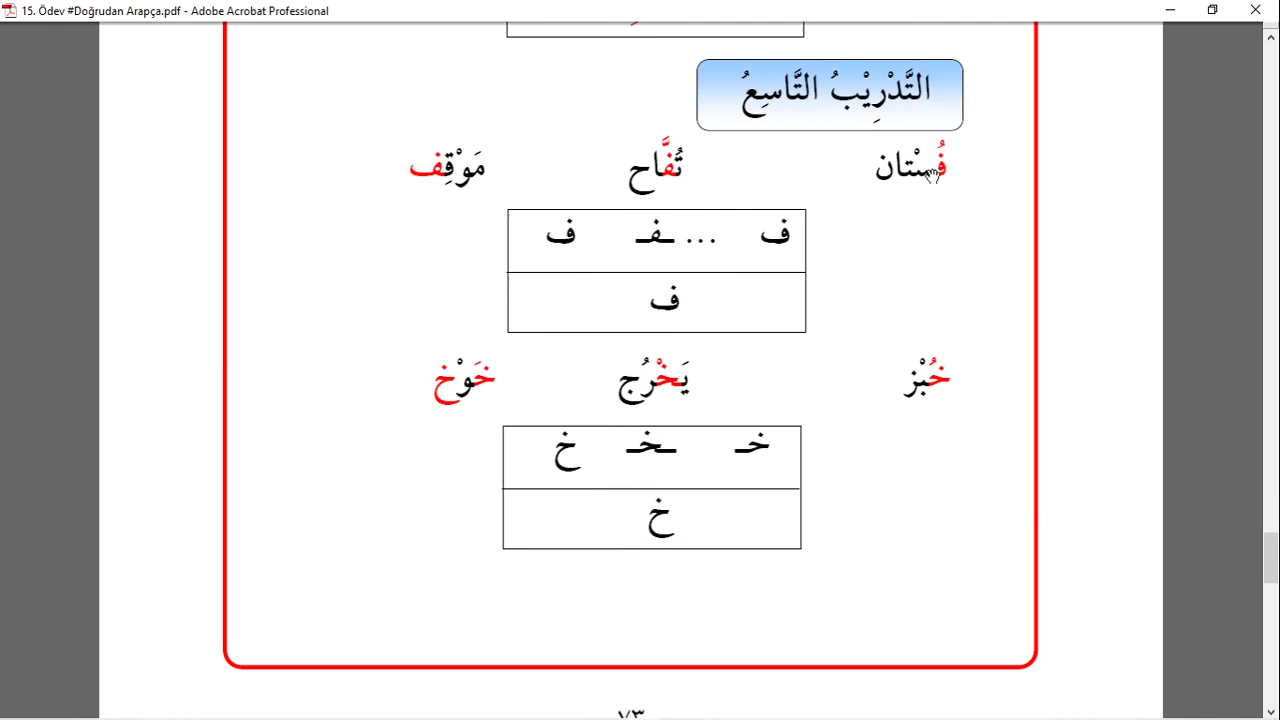 15. Ödev #Doğrudan Arapça.pdf - Adobe Acrobat Professional
التَّدْرِيْبُ التَّاسِعُ
فُسْتان تُفَّاح مَوْقِف
ف ... ـفـ ف
ف
خُبْز يَخْرُج خَوْخ
خـ ـخـ خ
خ
٧٣